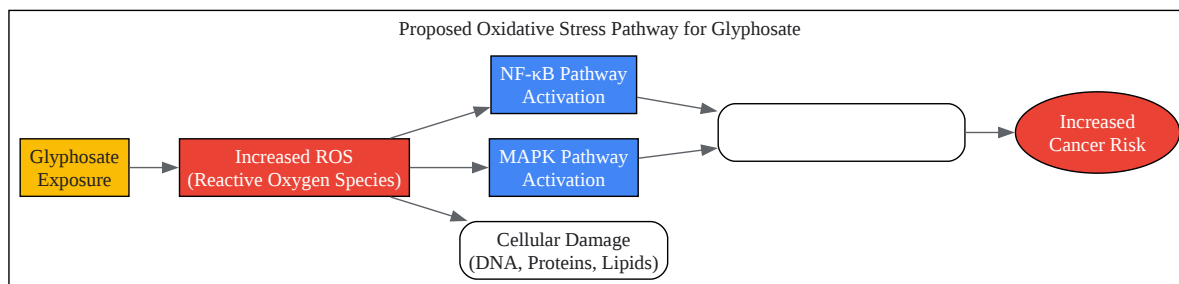 Proposed Oxidative Stress Pathway for Glyphosate
Glyphosate
Exposure
Increased ROS
(Reactive Oxygen Species)
NF-κB Pathway
Activation
MAPK Pathway
Activation
Cellular Damage
(DNA, Proteins, Lipids)
Increased
Cancer Risk